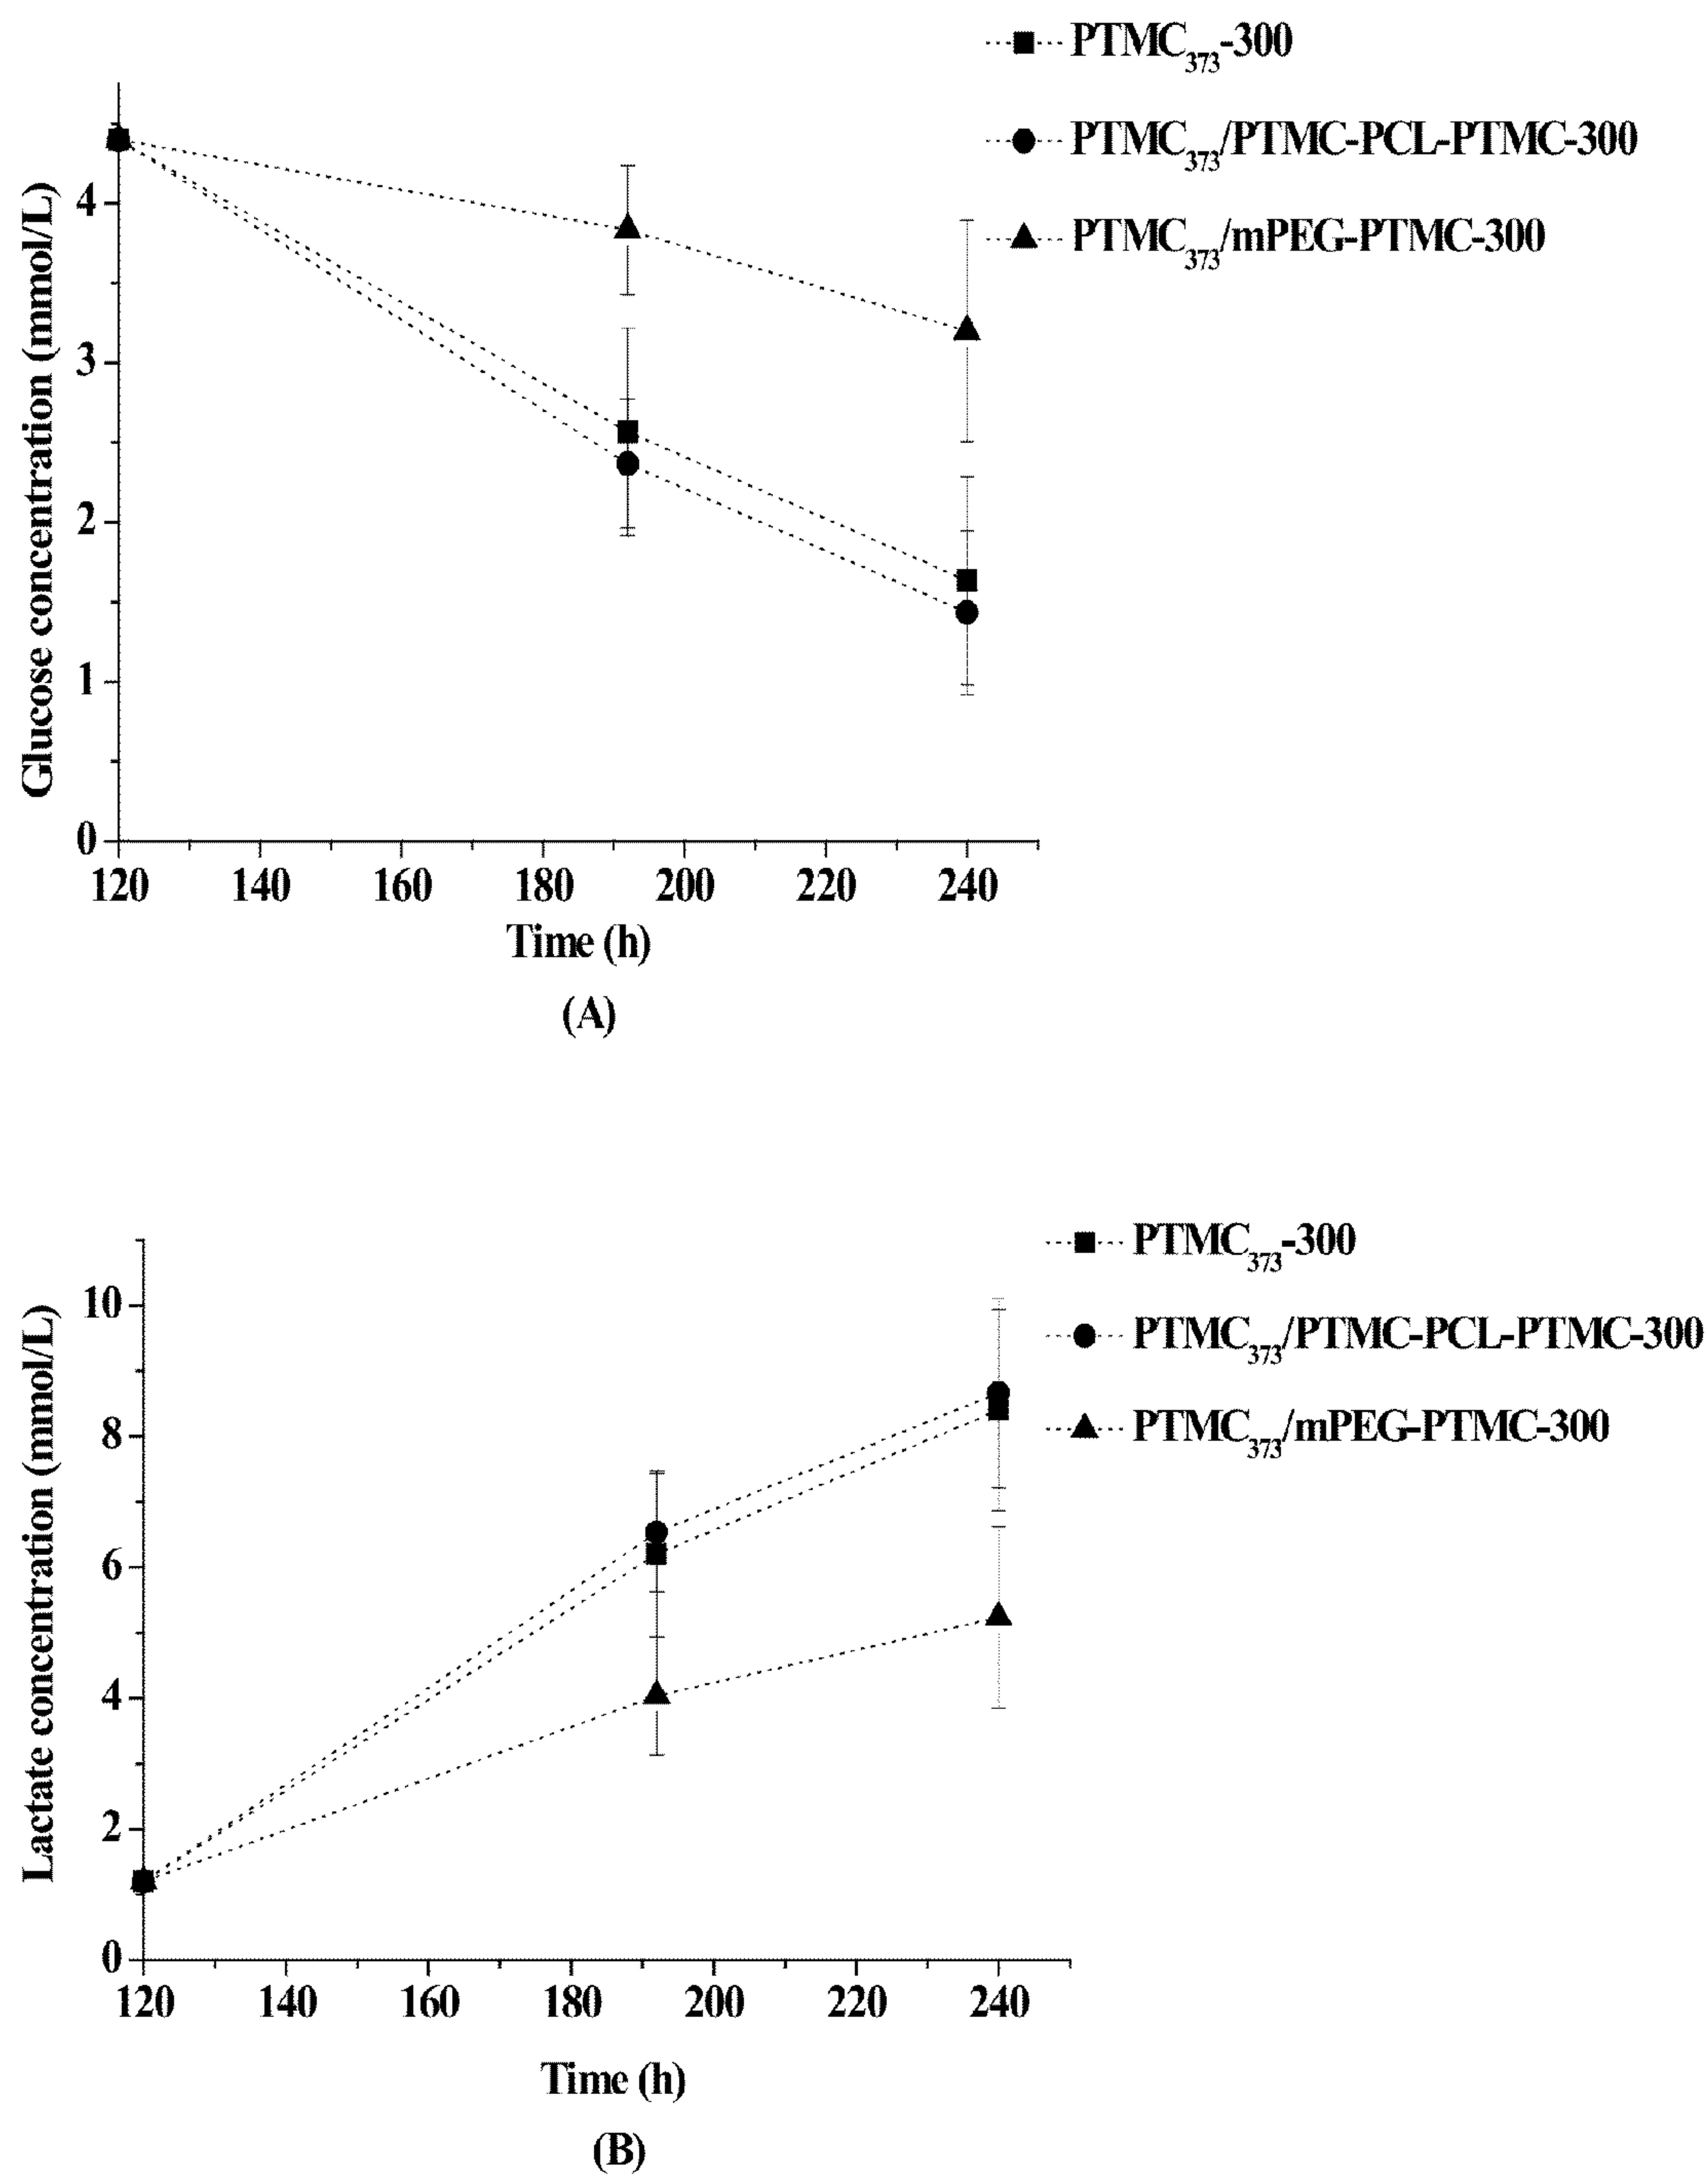 PTMC373-300
PTMC373/PTMC-PCL-PTMC-300
PTMC373/mPEG-PTMC-300
Glucose concentration (mmol/L)
4
3
2
1
0
120 140 160 180 200 220 240
Time (h)
(A)
PTMC373-300
PTMC373/PTMC-PCL-PTMC-300
PTMC373/mPEG-PTMC-300
Lactate concentration (mmol/L)
10
8
6
4
2
0
120 140 160 180 200 220 240
Time (h)
(B)